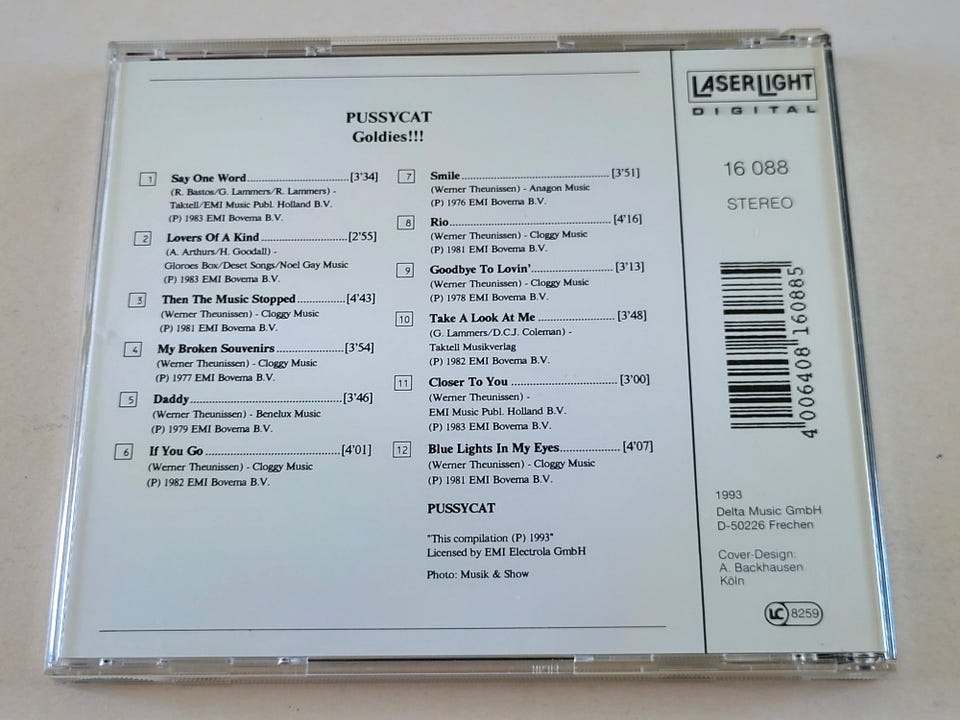 PUSSYCAT
Goldies!!!
1 Say One Word..............................[3'34]
(R. Bastos/G. Lammers/R. Lammers) -
Taktell/EMI Music Publ. Holland B.V.
(P) 1983 EMI Bovema B.V.
2 Lovers Of A Kind.........................[2'55]
(A. Arthurs/H. Goodall) -
Gloroes Box/Deset Songs/Noel Gay Music
(P) 1983 EMI Bovema B.V.
3 Then The Music Stopped..............[4'43]
(Werner Theunissen) - Cloggy Music
(P) 1981 EMI Bovema B.V.
4 My Broken Souvenirs....................[3'54]
(Werner Theunissen) - Cloggy Music
(P) 1977 EMI Bovema B.V.
5 Daddy............................................[3'46]
(Werner Theunissen) - Benelux Music
(P) 1979 EMI Bovema B.V.
6 If You Go.......................................[4'01]
(Werner Theunissen) - Cloggy Music
(P) 1982 EMI Bovema B.V.
7 Smile.............................................[3'51]
(Werner Theunissen) - Anagon Music
(P) 1976 EMI Bovema B.V.
8 Rio................................................[4'16]
(Werner Theunissen) - Cloggy Music
(P) 1981 EMI Bovema B.V.
9 Goodbye To Lovin'........................[3'13]
(Werner Theunissen) - Cloggy Music
(P) 1978 EMI Bovema B.V.
10 Take A Look At Me.......................[3'48]
(G. Lammers/D.C.J. Coleman) -
Taktell Musikverlag
(P) 1982 EMI Bovema B.V.
11 Closer To You...............................[3'00]
(Werner Theunissen) -
EMI Music Publ. Holland B.V.
(P) 1983 EMI Bovema B.V.
12 Blue Lights In My Eyes.................[4'07]
(Werner Theunissen) - Cloggy Music
(P) 1981 EMI Bovema B.V.
PUSSYCAT
"This compilation (P) 1993"
Licensed by EMI Electrola GmbH
Photo: Musik & Show
LASERLIGHT
DIGITAL
16 088
STEREO
4 006408 160885
1993
Delta Music GmbH
D-50226 Frechen
Cover-Design:
A. Backhausen
Köln
LC 8259